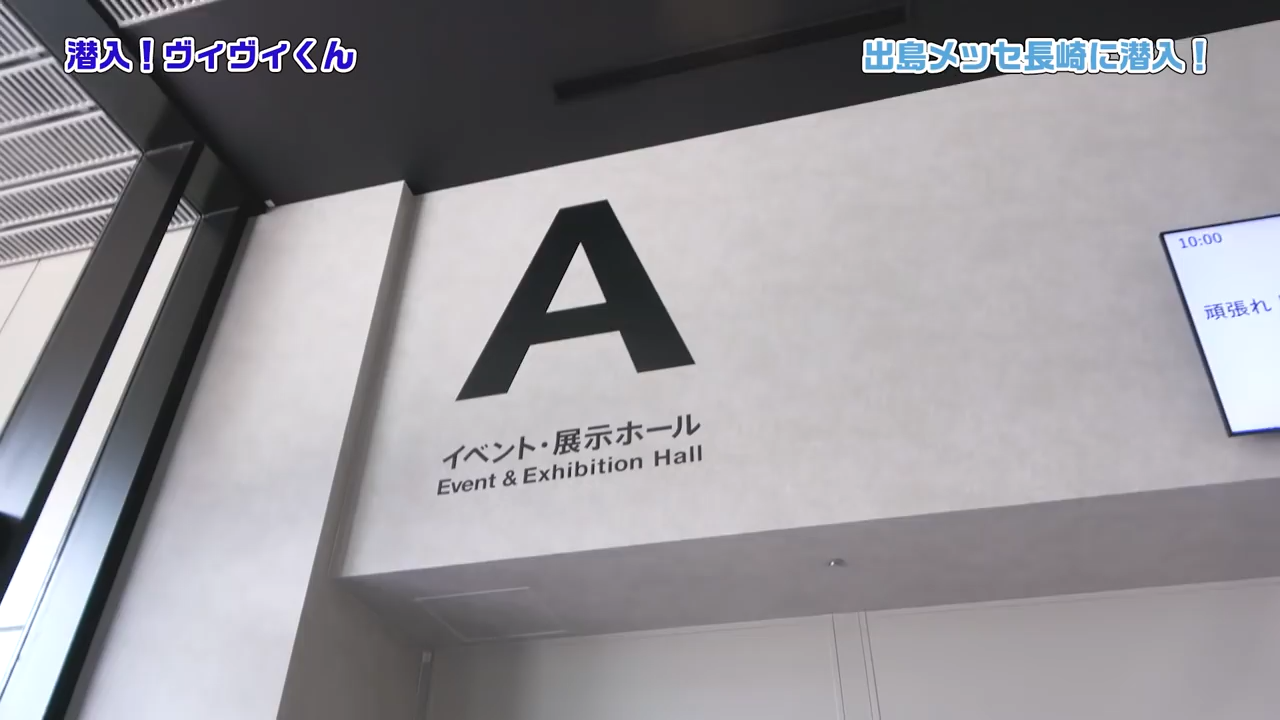 潜入！ヴィヴィくん
出島メッセ長崎に潜入！
A
イベント・展示ホール
Event & Exhibition Hall
10:00
頑張れ